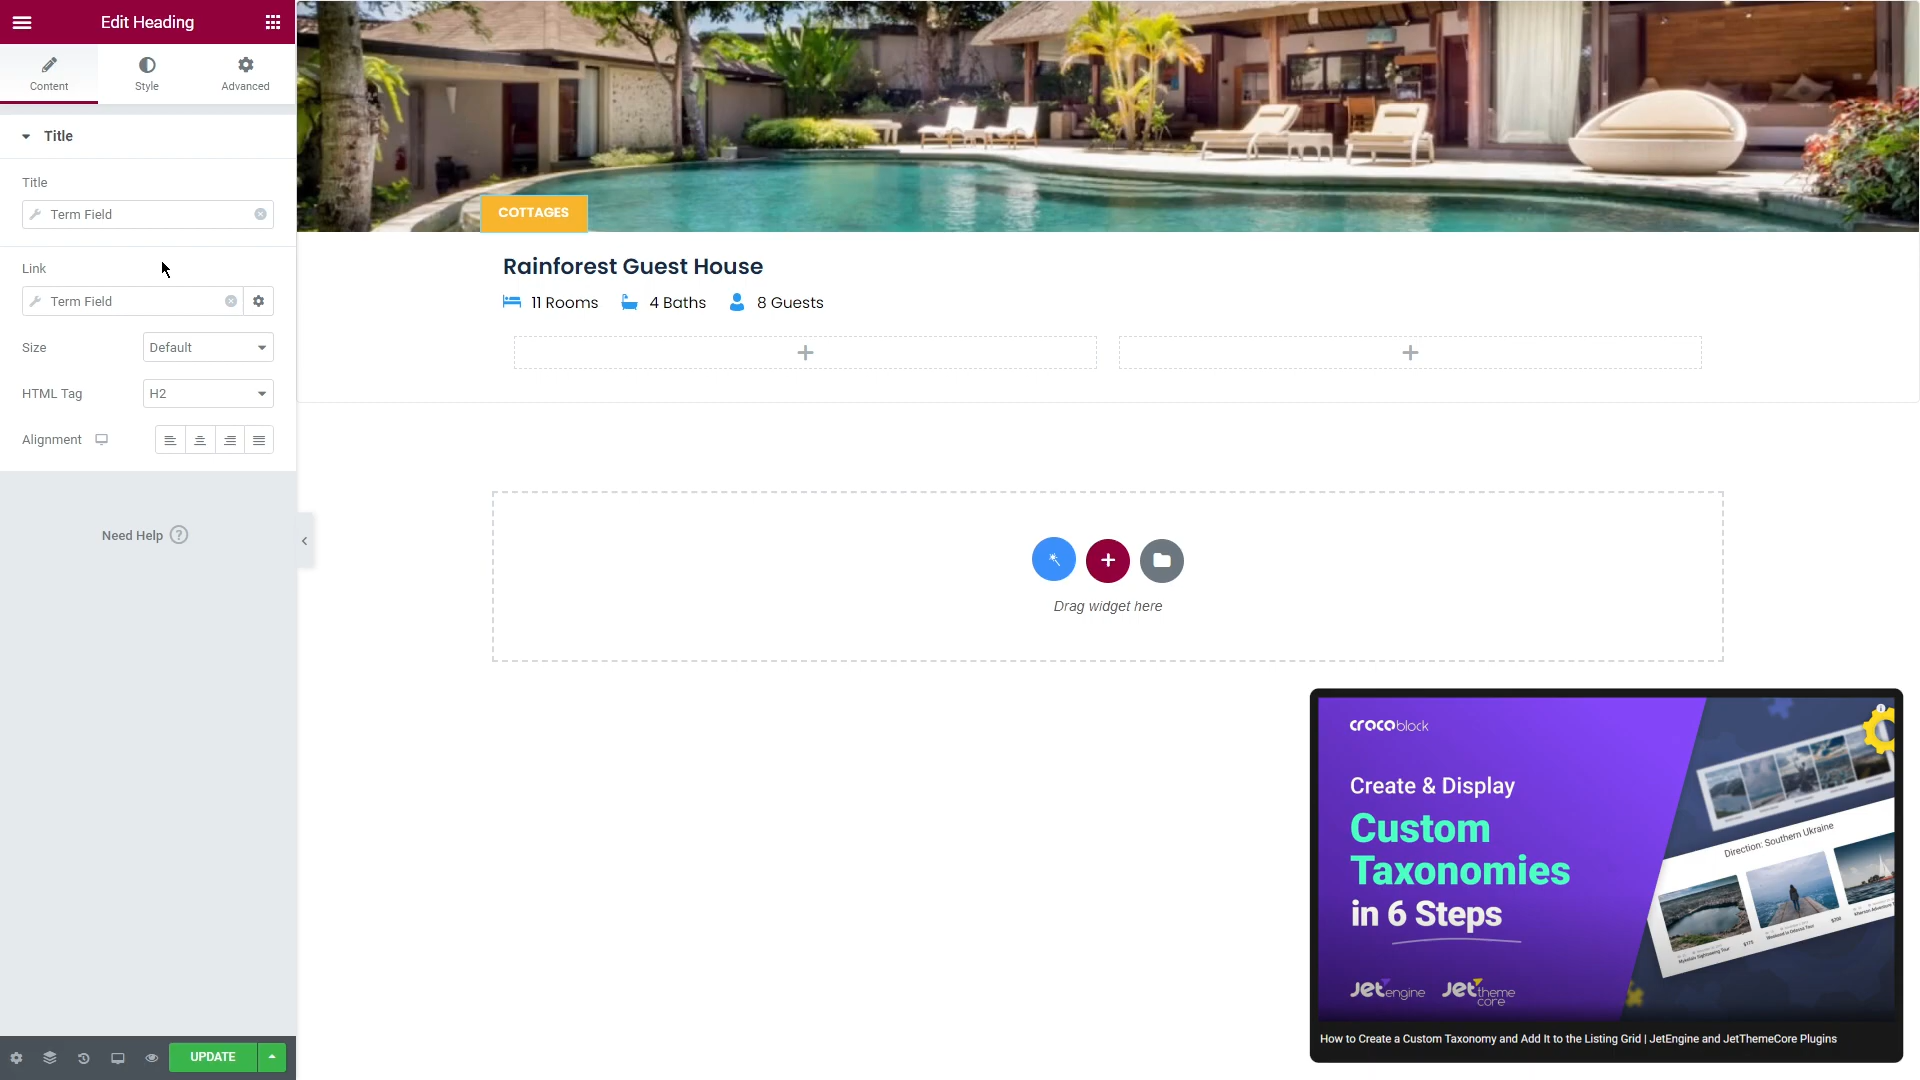 Edit Heading
Content
Style
Advanced
Title
Title
Term Field
Link
Term Field
Size
Default
HTML Tag
H2
Alignment
Need Help ?
UPDATE
COTTAGES
Rainforest Guest House
11 Rooms
4 Baths
8 Guests
Drag widget here
crocoblock
Create & Display
Custom
Taxonomies
in 6 Steps
Direction: Southern Ukraine
Jetengine
Jettheme core
How to Create a Custom Taxonomy and Add It to the Listing Grid | JetEngine and JetThemeCore Plugins